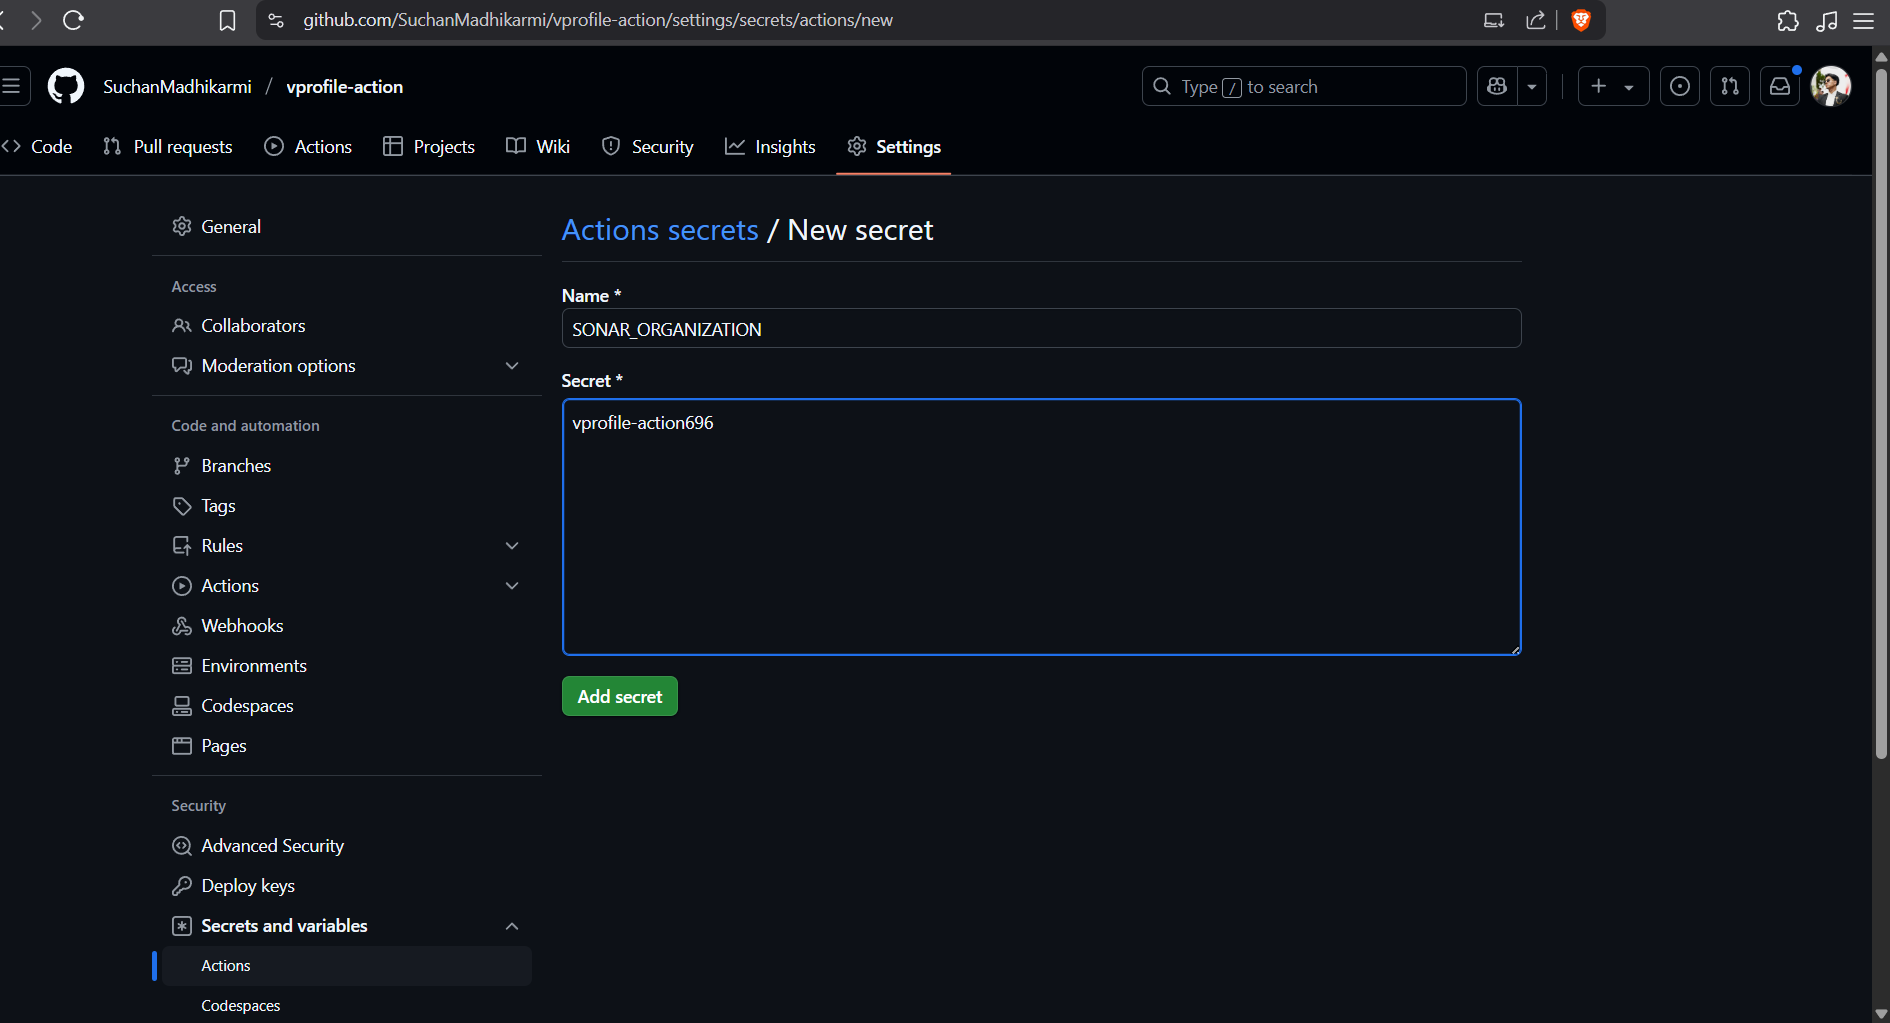 github.com/SuchanMadhikarmi/vprofile-action/settings/secrets/actions/new
SuchanMadhikarmi / vprofile-action
Type / to search
Code
Pull requests
Actions
Projects
Wiki
Security
Insights
Settings
General
Access
Collaborators
Moderation options
Code and automation
Branches
Tags
Rules
Actions
Webhooks
Environments
Codespaces
Pages
Security
Advanced Security
Deploy keys
Secrets and variables
Actions
Codespaces
Actions secrets / New secret
Name *
SONAR_ORGANIZATION
Secret *
vprofile-action696
Add secret